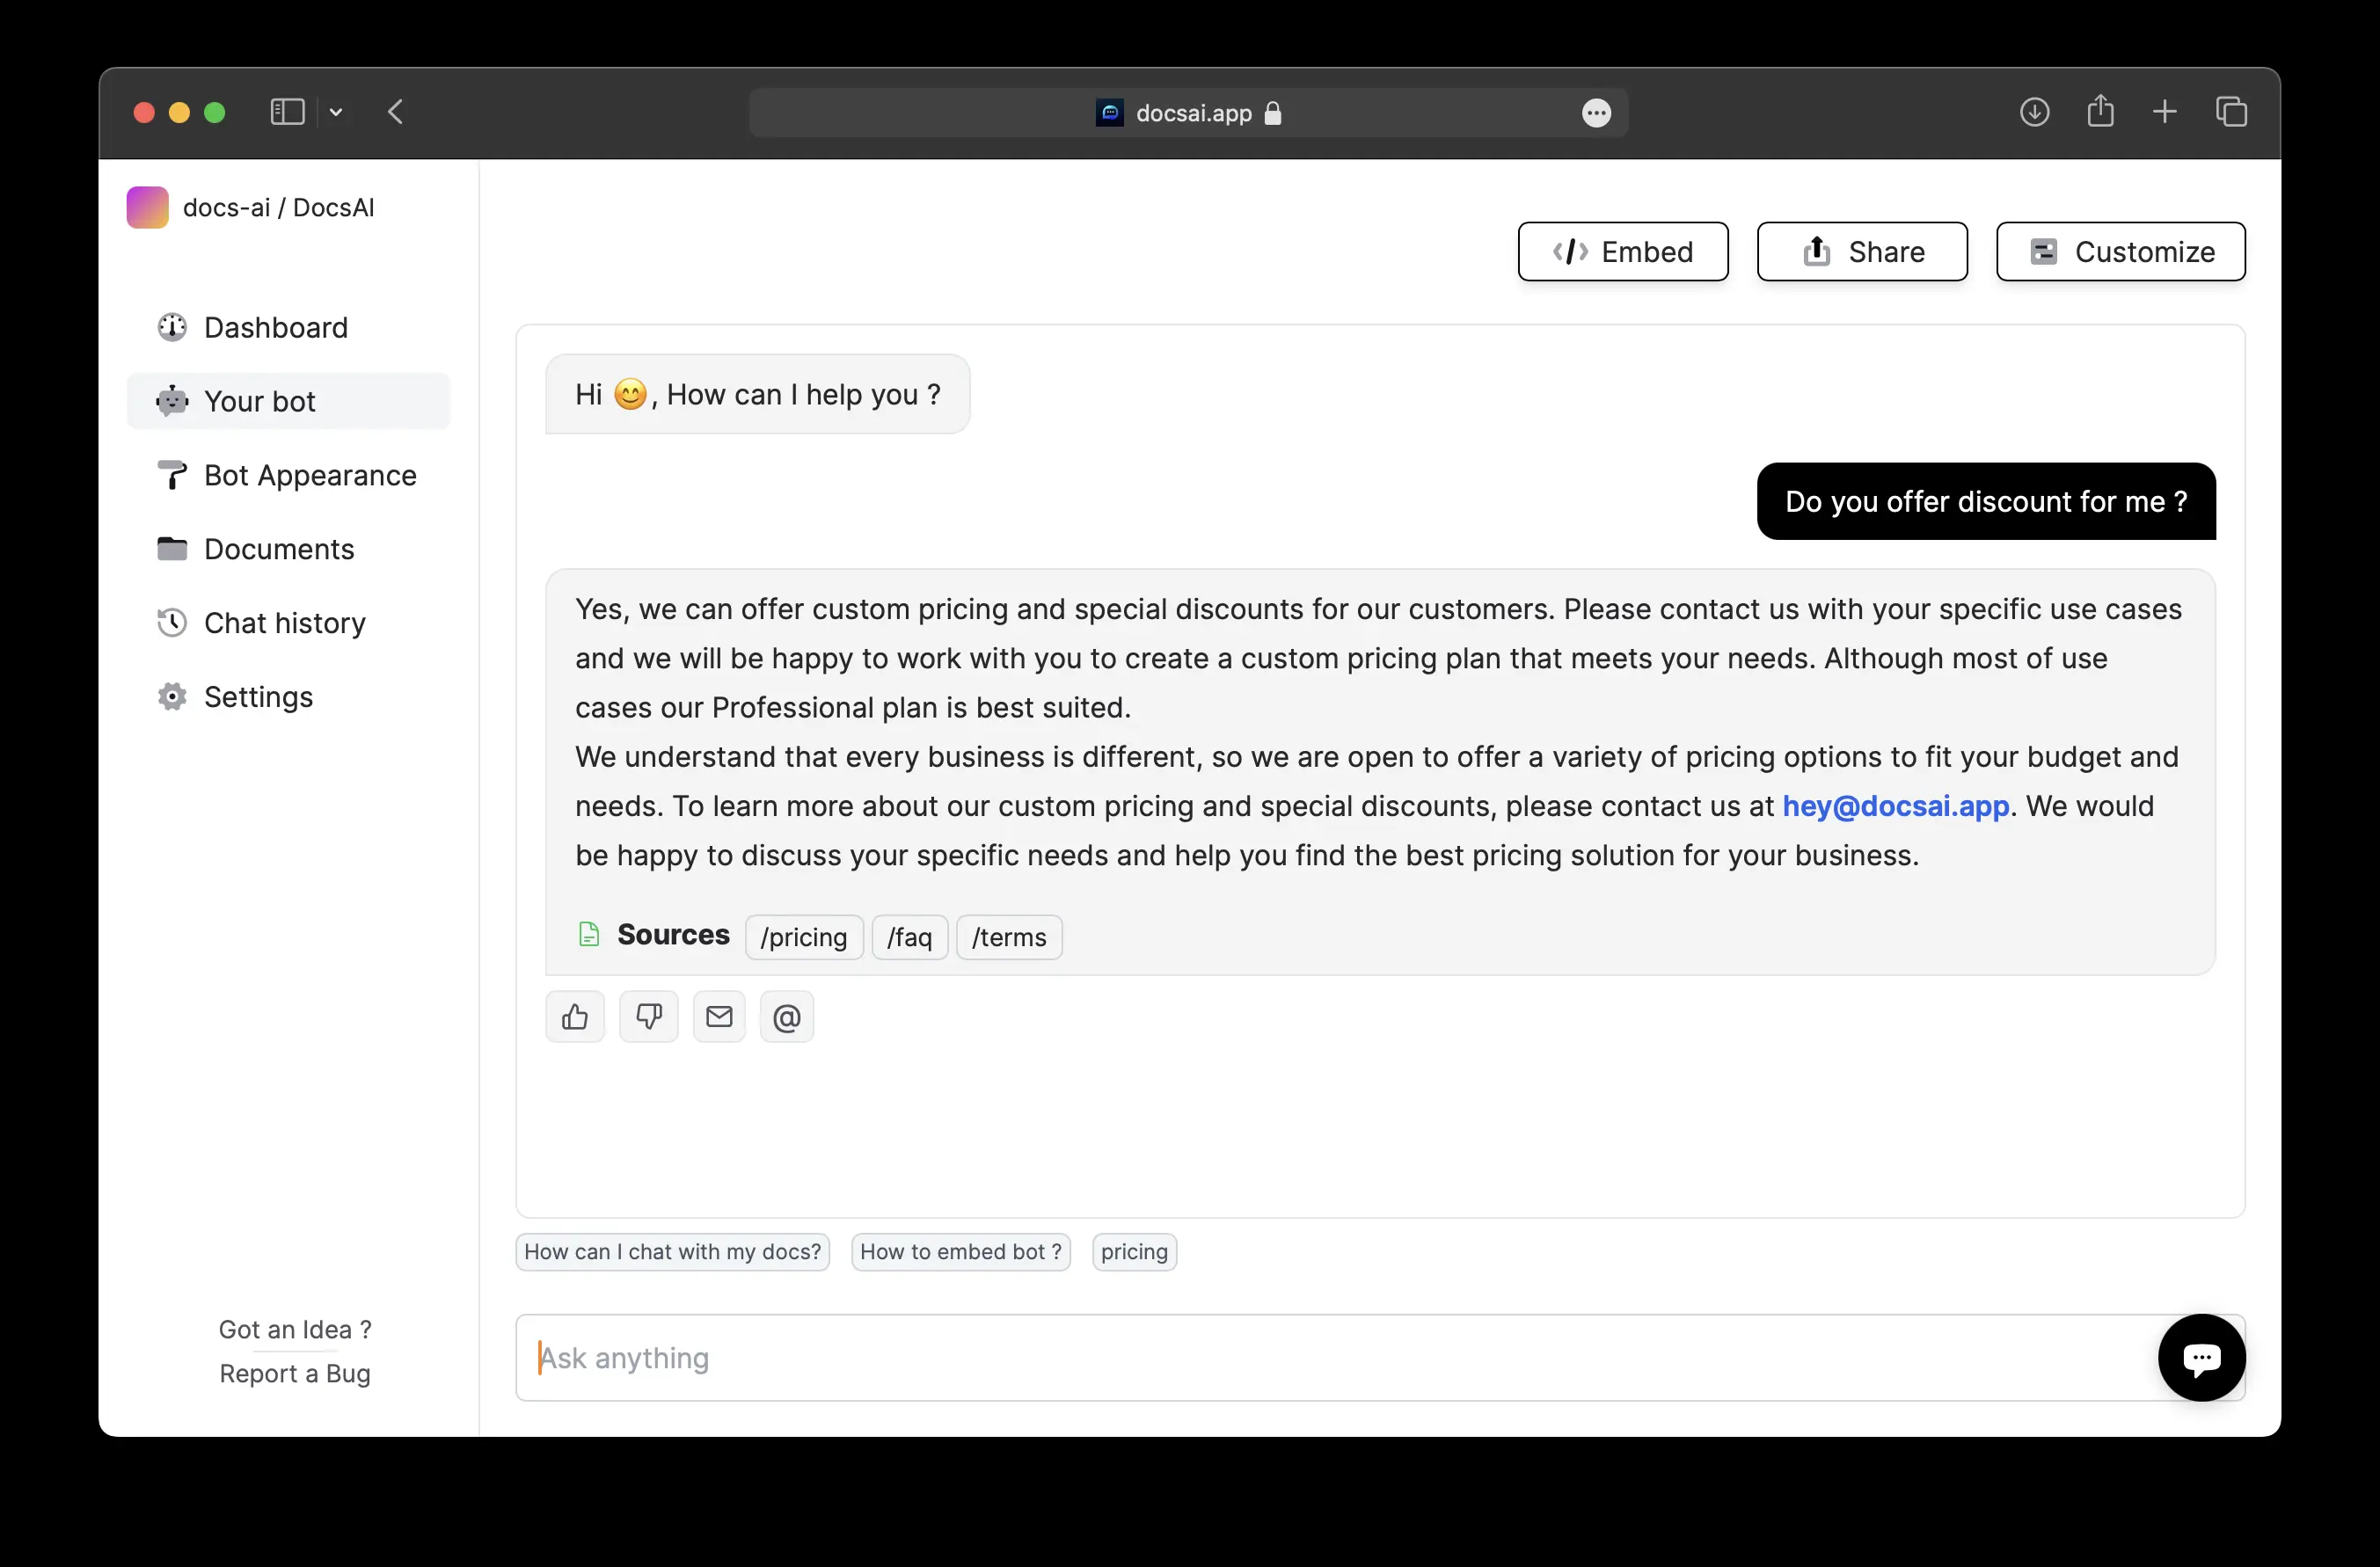 docsai.app
docs-ai / DocsAI
Dashboard
Your bot
Bot Appearance
Documents
Chat history
Settings
Got an Idea ?
Report a Bug
</> Embed
Share
Customize
Hi 😊, How can I help you ?
Do you offer discount for me ?
Yes, we can offer custom pricing and special discounts for our customers. Please contact us with your specific use cases
and we will be happy to work with you to create a custom pricing plan that meets your needs. Although most of use
cases our Professional plan is best suited.
We understand that every business is different, so we are open to offer a variety of pricing options to fit your budget and
needs. To learn more about our custom pricing and special discounts, please contact us at hey@docsai.app. We would
be happy to discuss your specific needs and help you find the best pricing solution for your business.
Sources /pricing /faq /terms
@
How can I chat with my docs? How to embed bot ? pricing
Ask anything